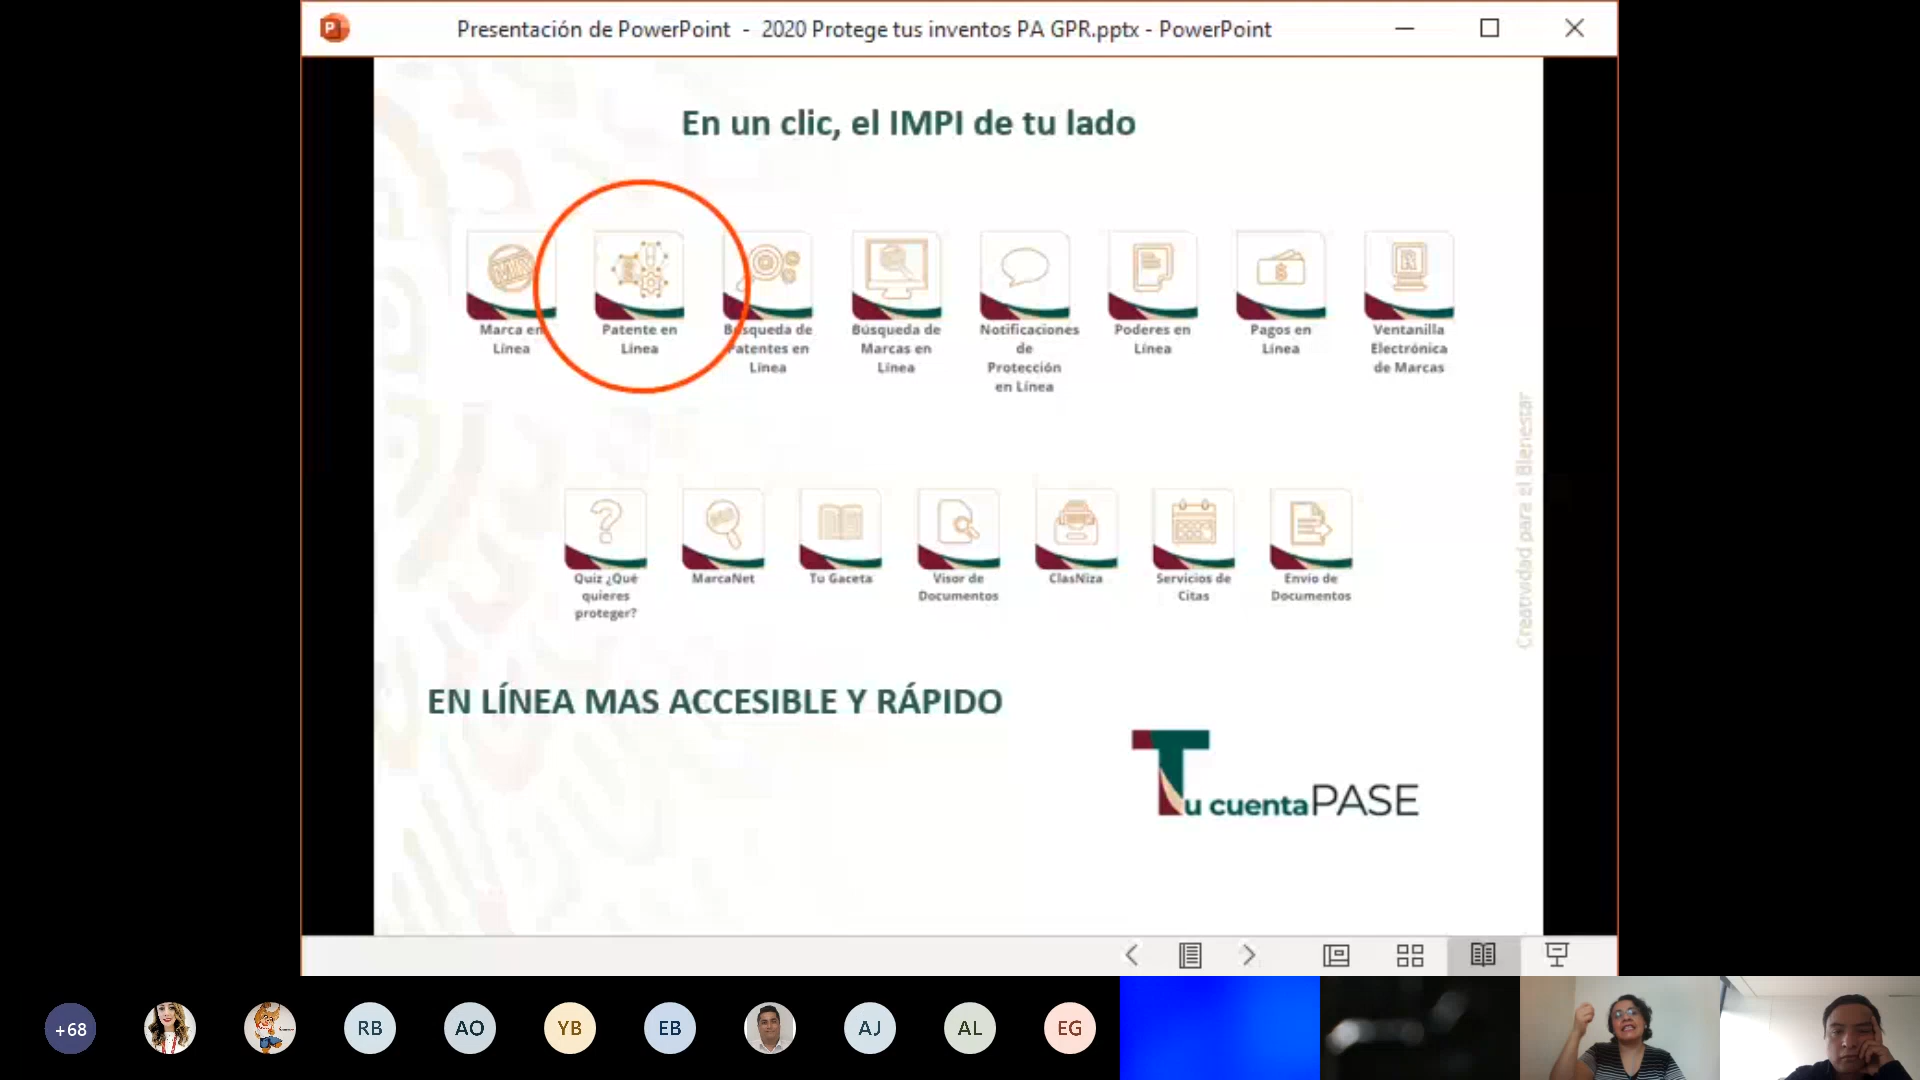 Presentación de PowerPoint - 2020 Protege tus inventos PA GPR.pptx - PowerPoint
En un clic, el IMPI de tu lado
Marca en
Línea
Patente en
Línea
Búsqueda de
Patentes en
Línea
Búsqueda de
Marcas en
Línea
Notificaciones
de
Protección
en Línea
Poderes en
Línea
Pagos en
Línea
Ventanilla
Electrónica
de Marcas
Quiz ¿Qué
quieres
proteger?
MarcaNet
Tu Gaceta
Visor de
Documentos
ClasNiza
Servicios de
Citas
Envío de
Documentos
Creatividad para el Bienestar
EN LÍNEA MAS ACCESIBLE Y RÁPIDO
Tu cuentaPASE
+68
RB
AO
YB
EB
AJ
AL
EG